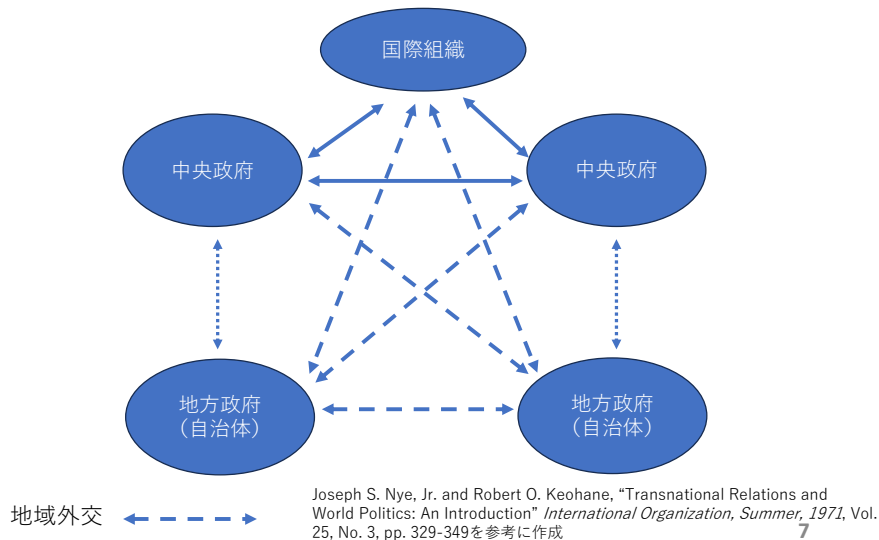 国際組織
中央政府
中央政府
地方政府
（自治体）
地方政府
（自治体）
地域外交
Joseph S. Nye, Jr. and Robert O. Keohane, “Transnational Relations and
World Politics: An Introduction” International Organization, Summer, 1971, Vol.
25, No. 3, pp. 329-349を参考に作成
7